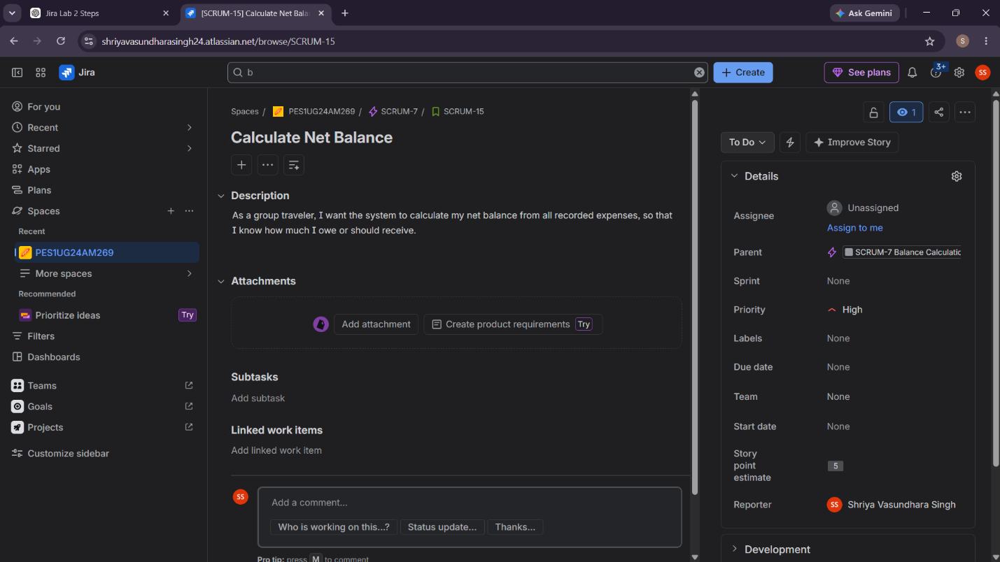 Jira Lab 2 Steps
[SCRUM-15] Calculate Net Bala
Ask Gemini
shriyavasundharasingh24.atlassian.net/browse/SCRUM-15
S
Jira
b
Create
See plans
3+
SS
For you
Recent
Starred
Apps
Plans
Spaces
Recent
PES1UG24AM269
More spaces
Recommended
Prioritize ideas
Try
Filters
Dashboards
Teams
Goals
Projects
Customize sidebar
Spaces / PES1UG24AM269 / SCRUM-7 / SCRUM-15
Calculate Net Balance
Description
As a group traveler, I want the system to calculate my net balance from all recorded expenses, so that
I know how much I owe or should receive.
Attachments
Add attachment
Create product requirements Try
Subtasks
Add subtask
Linked work items
Add linked work item
SS
Add a comment...
Who is working on this...?
Status update...
Thanks...
Pro tip: press M to comment
1
To Do
Improve Story
Details
Assignee
Unassigned
Assign to me
Parent
SCRUM-7 Balance Calculatic
Sprint
None
Priority
High
Labels
None
Due date
None
Team
None
Start date
None
Story
point
estimate
5
Reporter
SS Shriya Vasundhara Singh
Development